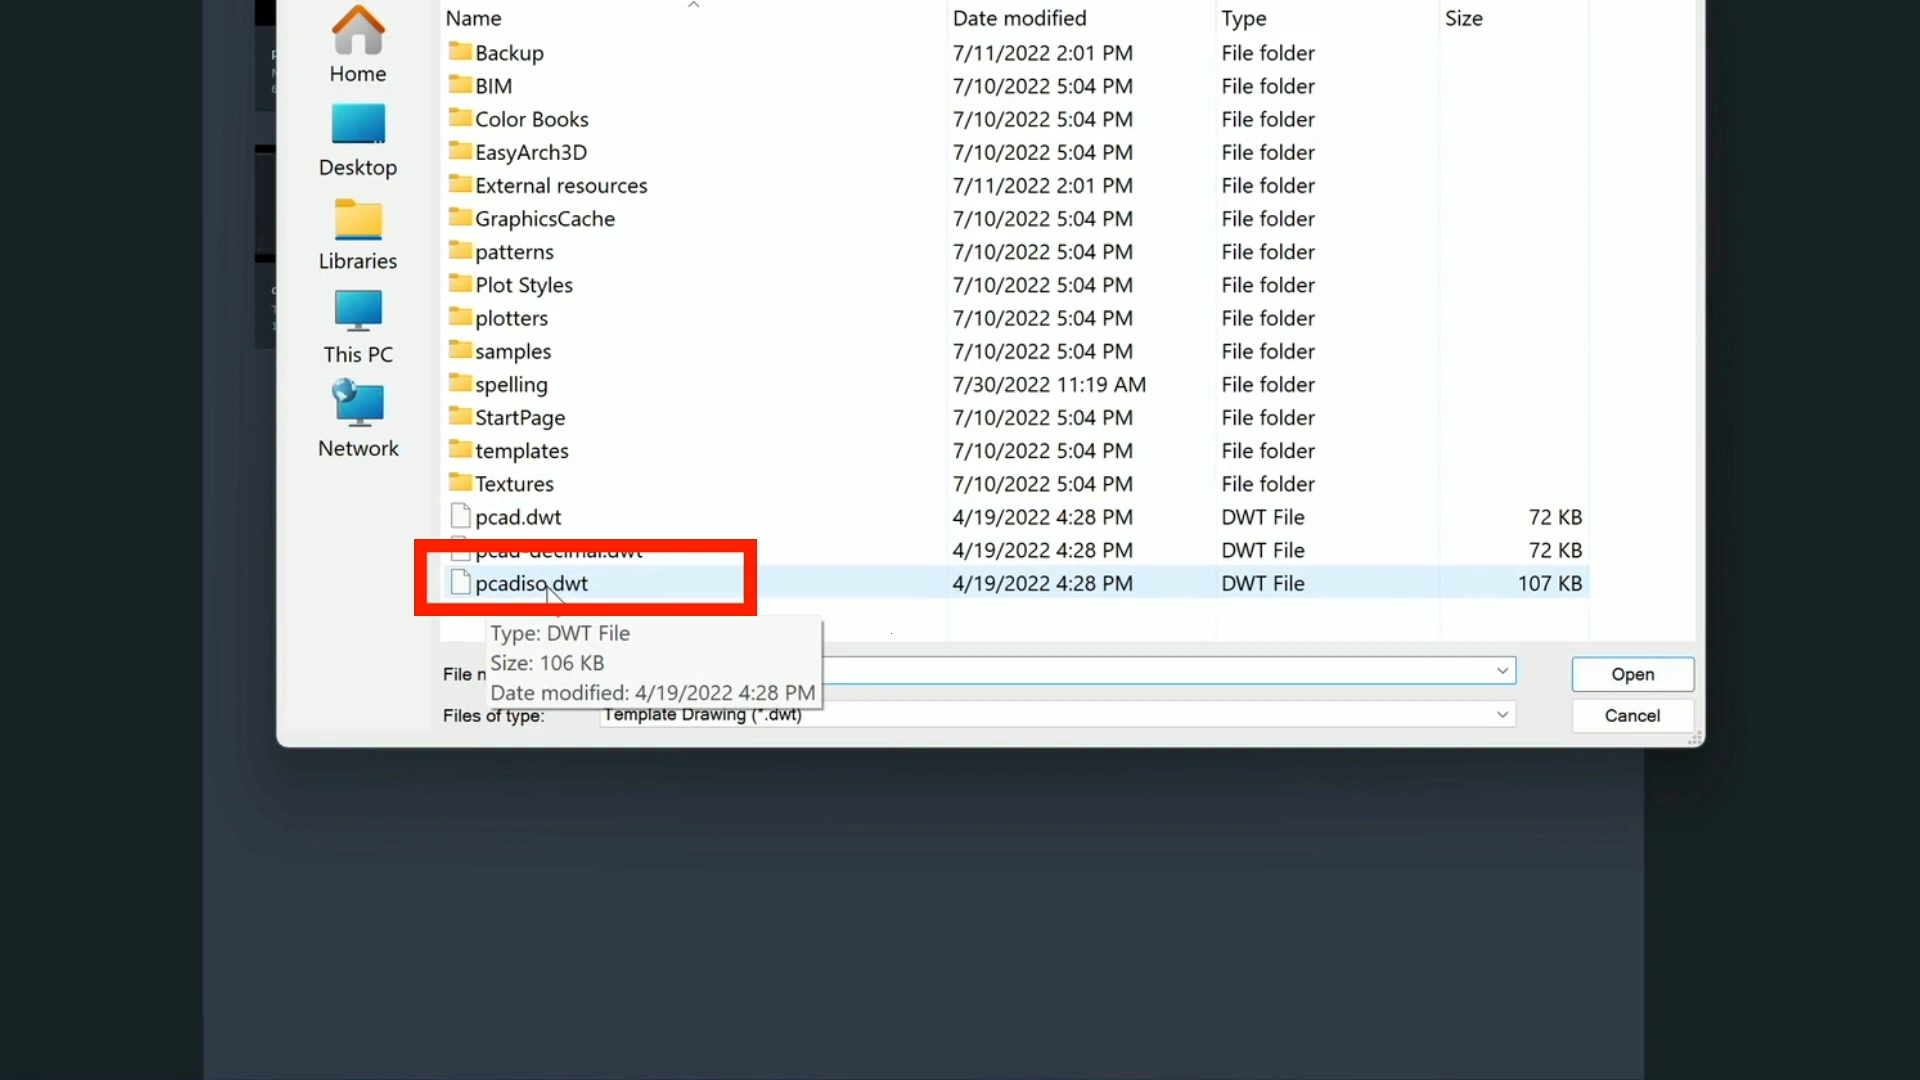 Name Date modified Type Size
Backup 7/11/2022 2:01 PM File folder
BIM 7/10/2022 5:04 PM File folder
Color Books 7/10/2022 5:04 PM File folder
EasyArch3D 7/10/2022 5:04 PM File folder
External resources 7/11/2022 2:01 PM File folder
GraphicsCache 7/10/2022 5:04 PM File folder
patterns 7/10/2022 5:04 PM File folder
Plot Styles 7/10/2022 5:04 PM File folder
plotters 7/10/2022 5:04 PM File folder
samples 7/10/2022 5:04 PM File folder
spelling 7/30/2022 11:19 AM File folder
StartPage 7/10/2022 5:04 PM File folder
templates 7/10/2022 5:04 PM File folder
Textures 7/10/2022 5:04 PM File folder
pcad.dwt 4/19/2022 4:28 PM DWT File 72 KB
pcad-decimal.dwt 4/19/2022 4:28 PM DWT File 72 KB
pcadiso.dwt 4/19/2022 4:28 PM DWT File 107 KB
Home
Desktop
Libraries
This PC
Network
Type: DWT File
Size: 106 KB
Date modified: 4/19/2022 4:28 PM
File n
Open
Files of type: Template Drawing (*.dwt)
Cancel